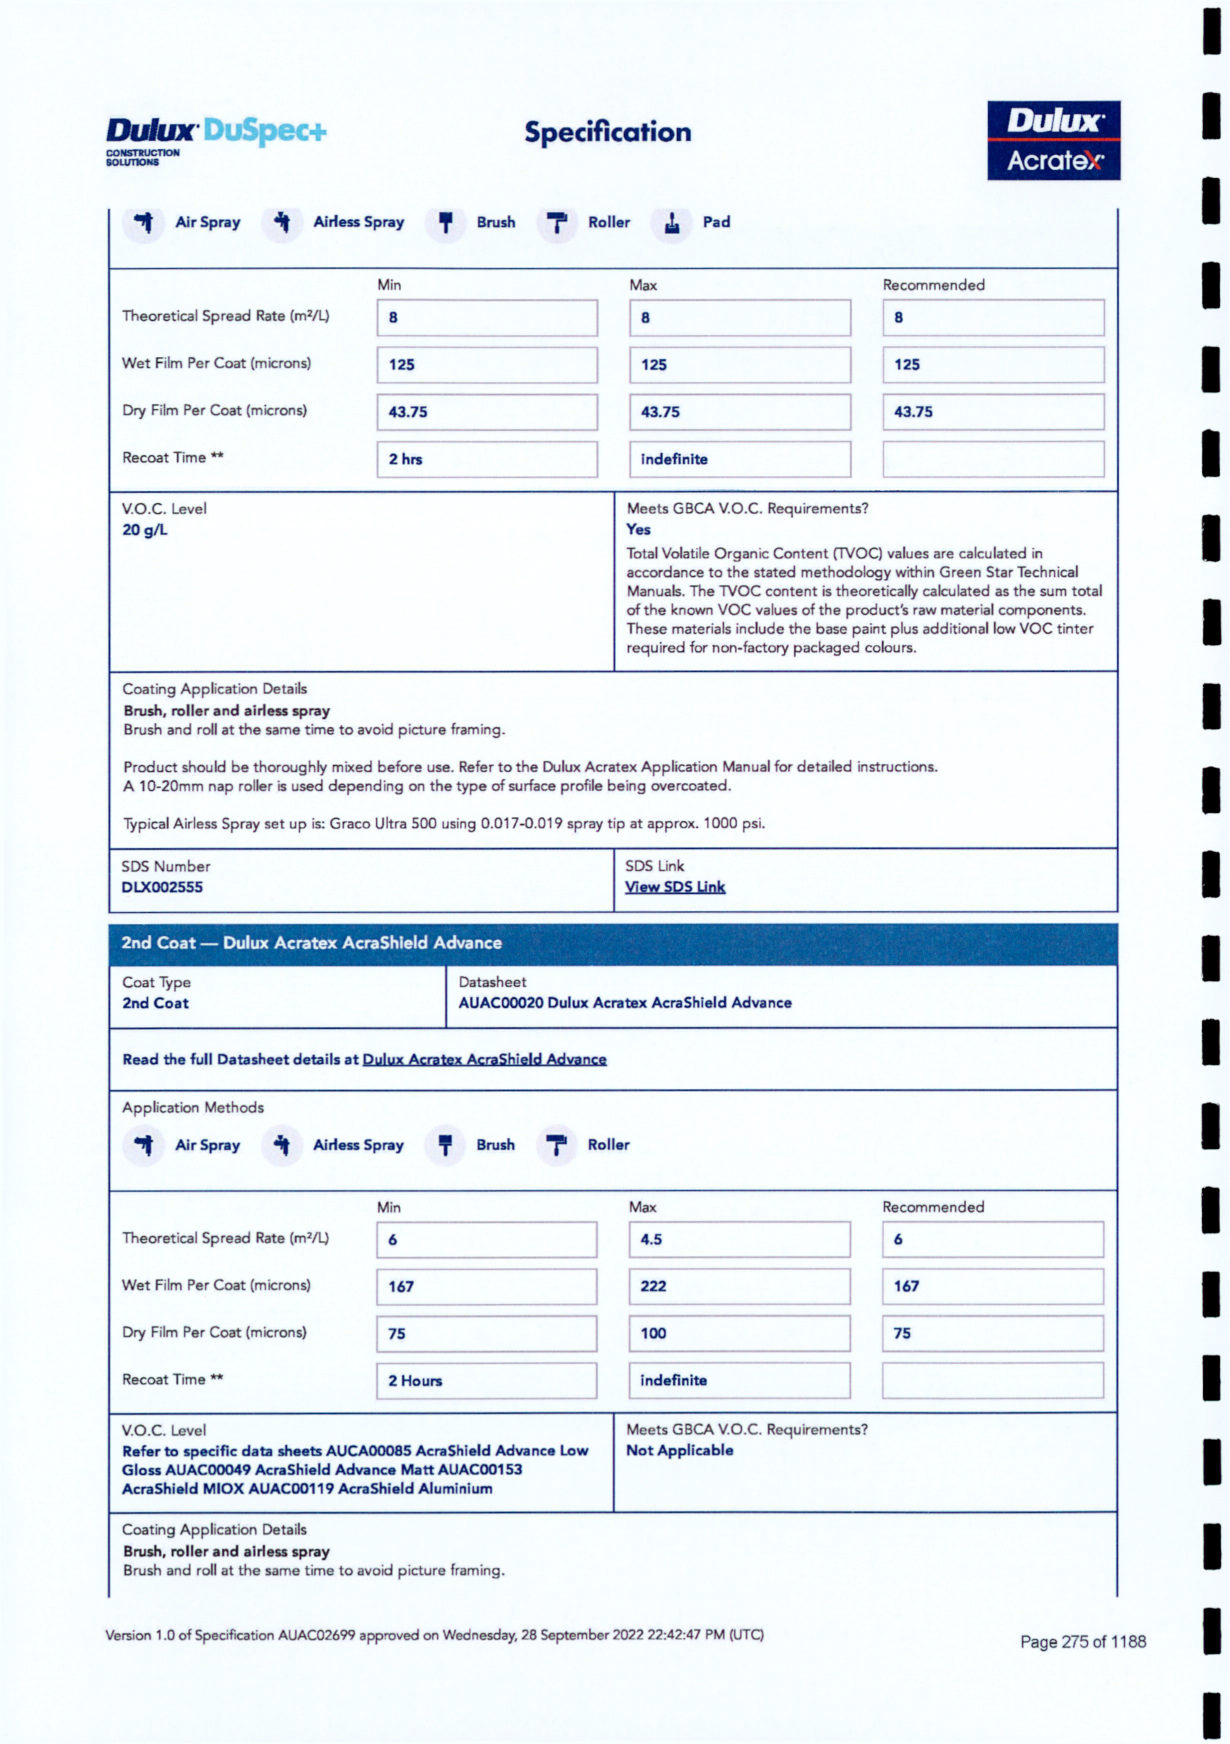 Dulux DuSpec+
CONSTRUCTION
SOLUTIONS
Specification
Dulux
Acratex
Air Spray Airless Spray Brush Roller Pad
Min Max Recommended
Theoretical Spread Rate (m²/L) 8 8 8
Wet Film Per Coat (microns) 125 125 125
Dry Film Per Coat (microns) 43.75 43.75 43.75
Recoat Time ** 2 hrs indefinite
V.O.C. Level
20 g/L
Meets GBCA V.O.C. Requirements?
Yes
Total Volatile Organic Content (TVOC) values are calculated in
accordance to the stated methodology within Green Star Technical
Manuals. The TVOC content is theoretically calculated as the sum total
of the known VOC values of the product's raw material components.
These materials include the base paint plus additional low VOC tinter
required for non-factory packaged colours.
Coating Application Details
Brush, roller and airless spray
Brush and roll at the same time to avoid picture framing.
Product should be thoroughly mixed before use. Refer to the Dulux Acratex Application Manual for detailed instructions.
A 10-20mm nap roller is used depending on the type of surface profile being overcoated.
Typical Airless Spray set up is: Graco Ultra 500 using 0.017-0.019 spray tip at approx. 1000 psi.
SDS Number
DLX002555
SDS Link
View SDS Link
2nd Coat — Dulux Acratex AcraShield Advance
Coat Type
2nd Coat
Datasheet
AUAC00020 Dulux Acratex AcraShield Advance
Read the full Datasheet details at Dulux Acratex AcraShield Advance
Application Methods
Air Spray Airless Spray Brush Roller
Min Max Recommended
Theoretical Spread Rate (m²/L) 6 4.5 6
Wet Film Per Coat (microns) 167 222 167
Dry Film Per Coat (microns) 75 100 75
Recoat Time ** 2 Hours indefinite
V.O.C. Level
Refer to specific data sheets AUCA00085 AcraShield Advance Low
Gloss AUAC00049 AcraShield Advance Matt AUAC00153
AcraShield MIOX AUAC00119 AcraShield Aluminium
Meets GBCA V.O.C. Requirements?
Not Applicable
Coating Application Details
Brush, roller and airless spray
Brush and roll at the same time to avoid picture framing.
Version 1.0 of Specification AUAC02699 approved on Wednesday, 28 September 2022 22:42:47 PM (UTC)
Page 275 of 1188